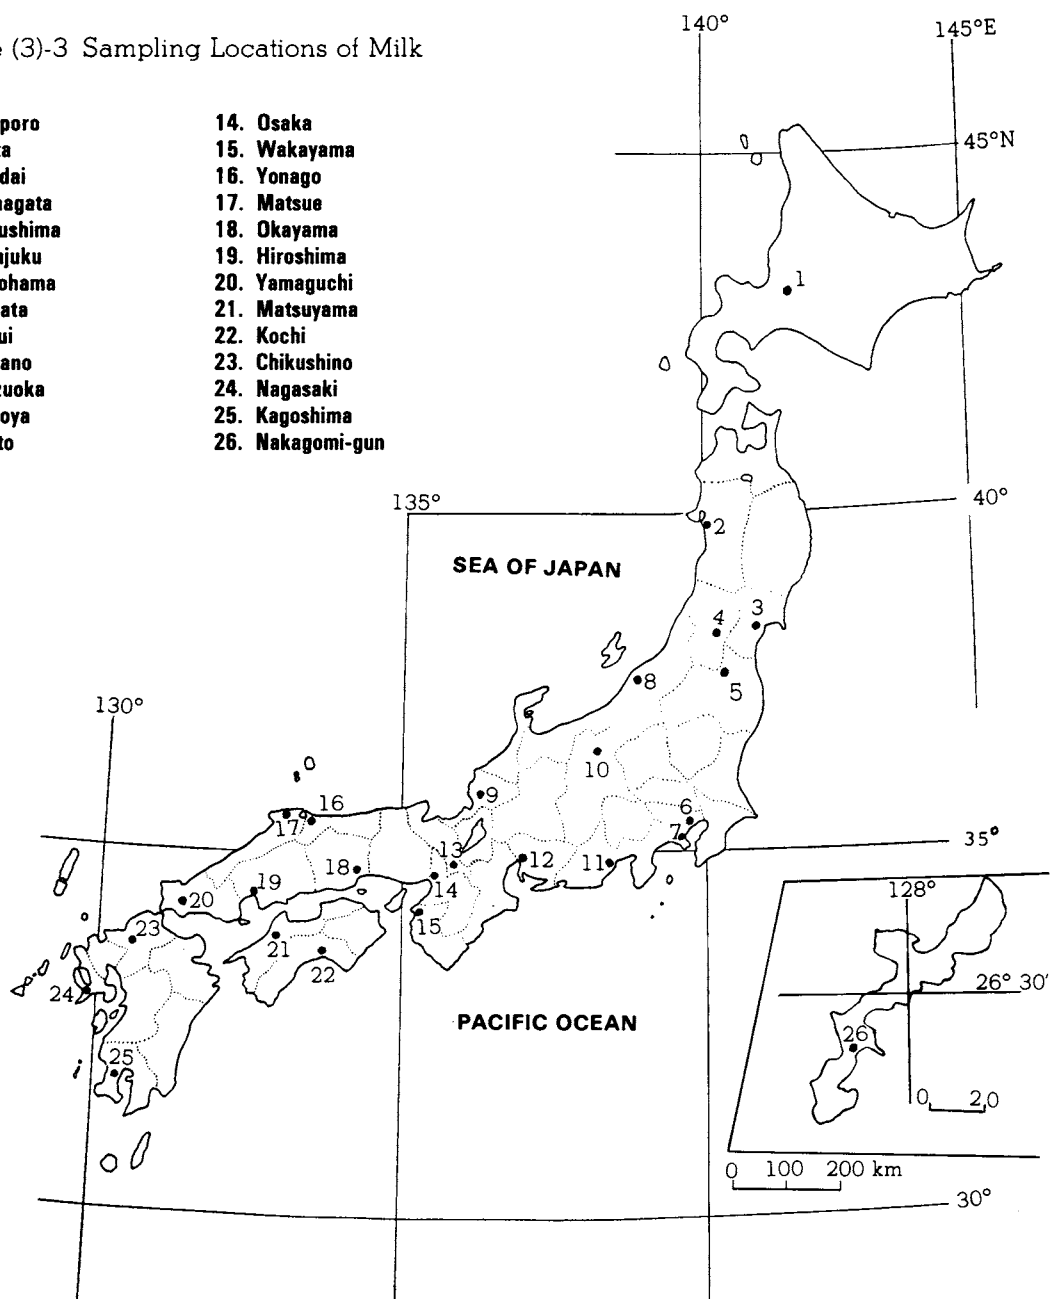 (3)-3 Sampling Locations of Milk
14. Osaka
15. Wakayama
16. Yonago
17. Matsue
18. Okayama
19. Hiroshima
20. Yamaguchi
21. Matsuyama
22. Kochi
23. Chikushino
24. Nagasaki
25. Kagoshima
26. Nakagomi-gun
poro
ta
dai
nagata
ushima
njuku
ohama
ata
ui
ano
zuoka
oya
to
140°
145°E
45°N
1
135°
40°
2
SEA OF JAPAN
3
4
8
5
130°
10
9
16
6
17
7
35°
13
12
11
18
14
19
128°
20
15
23
21
22
26° 30'
24
PACIFIC OCEAN
26
25
0 20
0 100 200 km
30°